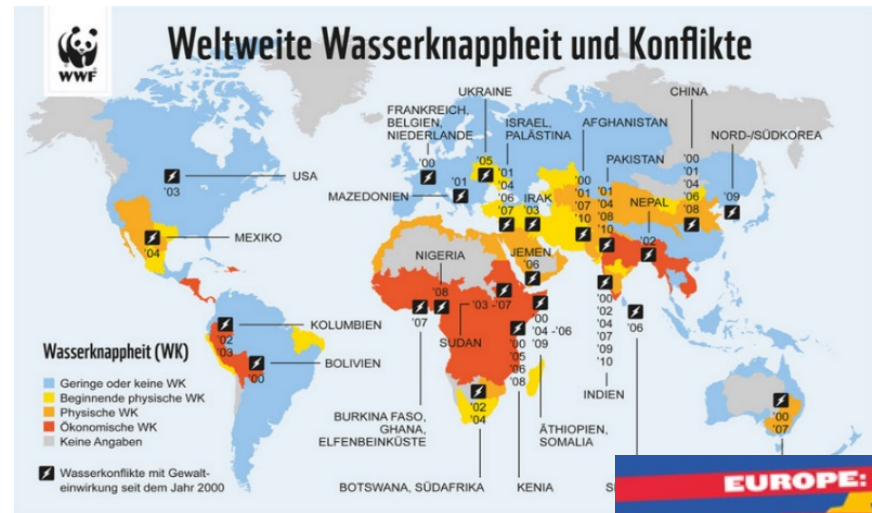 WWF
Weltweite Wasserknappheit und Konflikte
UKRAINE
CHINA
FRANKREICH,
BELGIEN,
NIEDERLANDE
ISRAEL,
PALÄSTINA
AFGHANISTAN
NORD-/SÜDKOREA
PAKISTAN
'00
'01
'04
'06
'08
'05
'00
'01
'04
'06
'07
'00
'01
'07
'10
'01
'04
'08
'10
USA
'03
MAZEDONIEN
'01
IRAK
'03
NEPAL
'02
'09
MEXIKO
'04
NIGERIA
'08
JEMEN
'06
'03 -'07
SUDAN
'07
'00
'04 -'06
'09
'00
'05
'06
'08
'00
'02
'04
'07
'09
'10
'06
KOLUMBIEN
'02
'03
BOLIVIEN
'00
INDIEN
'02
'04
'00
'07
BURKINA FASO,
GHANA,
ELFENBEINKÜSTE
ÄTHIOPIEN,
SOMALIA
BOTSWANA, SÜDAFRIKA
KENIA
Wasserknappheit (WK)
Geringe oder keine WK
Beginnende physische WK
Physische WK
Ökonomische WK
Keine Angaben
Wasserkonflikte mit Gewalt-
einwirkung seit dem Jahr 2000
EUROPE: